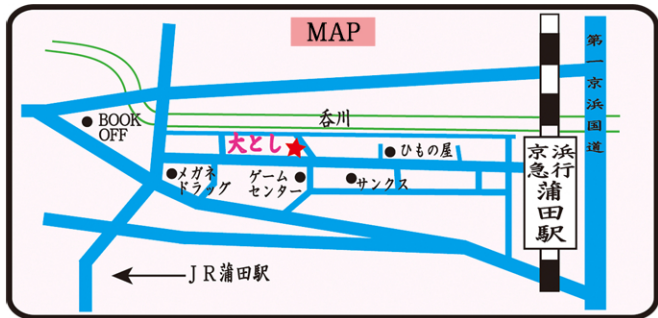 MAP
第一京浜国道
呑川
BOOK
OFF
大とし
ひもの屋
京浜
急行
蒲田駅
メガネ
ドラッグ
ゲーム
センター
サンクス
JR蒲田駅